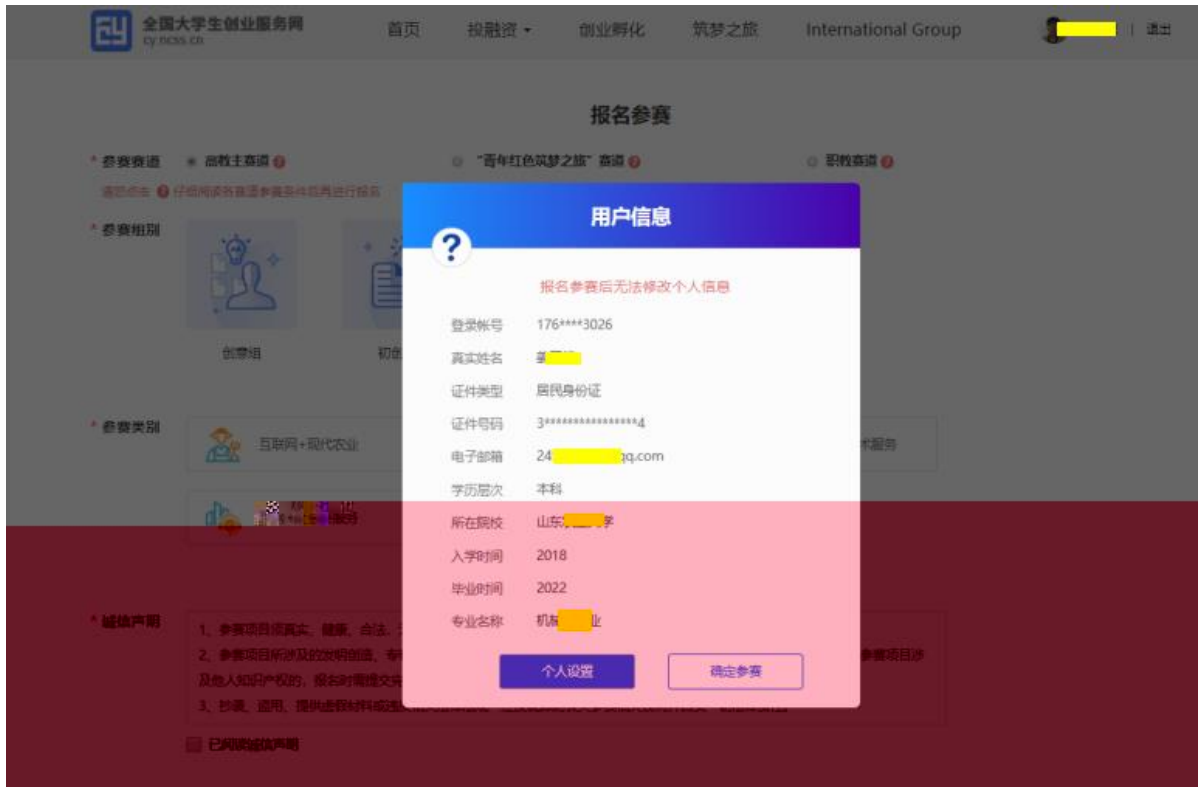 全国大学生创业服务网
cy.ncss.cn
首页 投融资 创业孵化 筑梦之旅 International Group | 退出
报名参赛
* 参赛赛道 高教主赛道 ? “青年红色筑梦之旅”赛道 ? 职教赛道 ?
请您点击 ? 仔细阅读各赛道参赛条件后再进行报名
* 参赛组别
创意组 初创
* 参赛类别
互联网+现代农业 术服务
用户信息
?
报名参赛后无法修改个人信息
登录帐号 176****3026
真实姓名
证件类型 居民身份证
证件号码 3****************4
电子邮箱 24 qq.com
学历层次 本科
所在院校 山东 学
入学时间 2018
毕业时间 2022
专业名称 机械 业
个人设置 确定参赛
* 诚信声明
1、参赛项目须真实、健康、合法、
2、参赛项目所涉及的发明创造、专 参赛项目涉
及他人知识产权的，报名时需提交完
3、抄袭、盗用、提供虚假材料或违
已阅读诚信声明